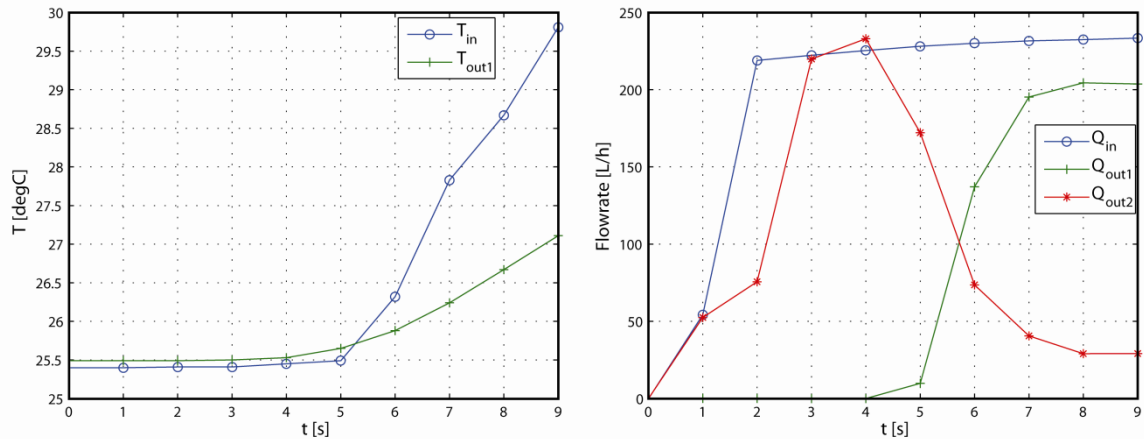 T [degC]
30
29.5
29
28.5
28
27.5
27
26.5
26
25.5
25
0 1 2 3 4 5 6 7 8 9
t [s]
T_in
T_out1
Flowrate [L/h]
250
200
150
100
50
0
0 1 2 3 4 5 6 7 8 9
t [s]
Q_in
Q_out1
Q_out2